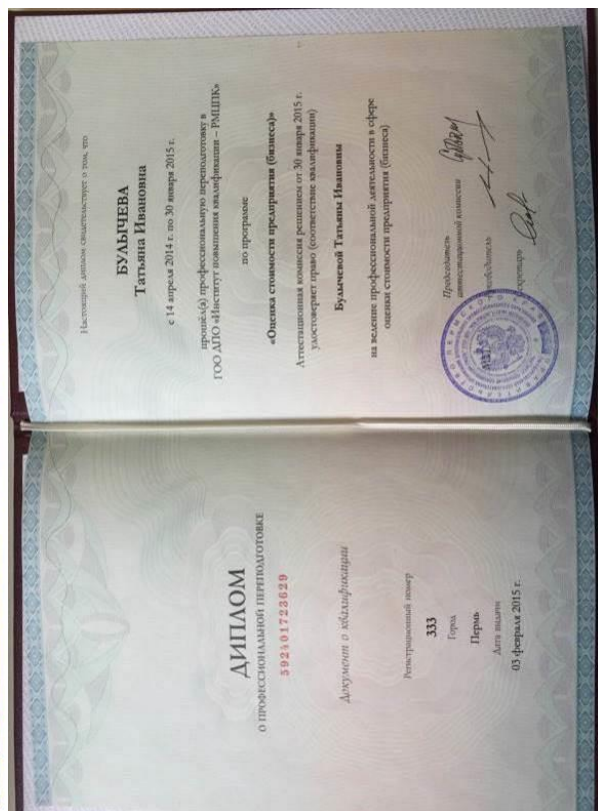 ДИПЛОМ
О ПРОФЕССИОНАЛЬНОЙ ПЕРЕПОДГОТОВКЕ
592401723629
Документ о квалификации
Регистрационный номер
333
Город
Пермь
Дата выдачи
03 февраля 2015 г.
Настоящий диплом свидетельствует о том, что
БУЛЫЧЕВА
Татьяна Ивановна
с 14 апреля 2014 г. по 30 января 2015 г.
прошёл(а) профессиональную переподготовку в
ГОО ДПО «Институт повышения квалификации – РМЦПК»
по программе
«Оценка стоимости предприятия (бизнеса)»
Аттестационная комиссия решением от 30 января 2015 г.
удостоверяет право (соответствие квалификации)
Булычевой Татьяны Ивановны
на ведение профессиональной деятельности в сфере
оценки стоимости предприятия (бизнеса)
Председатель
аттестационной комиссии
Руководитель
Секретарь